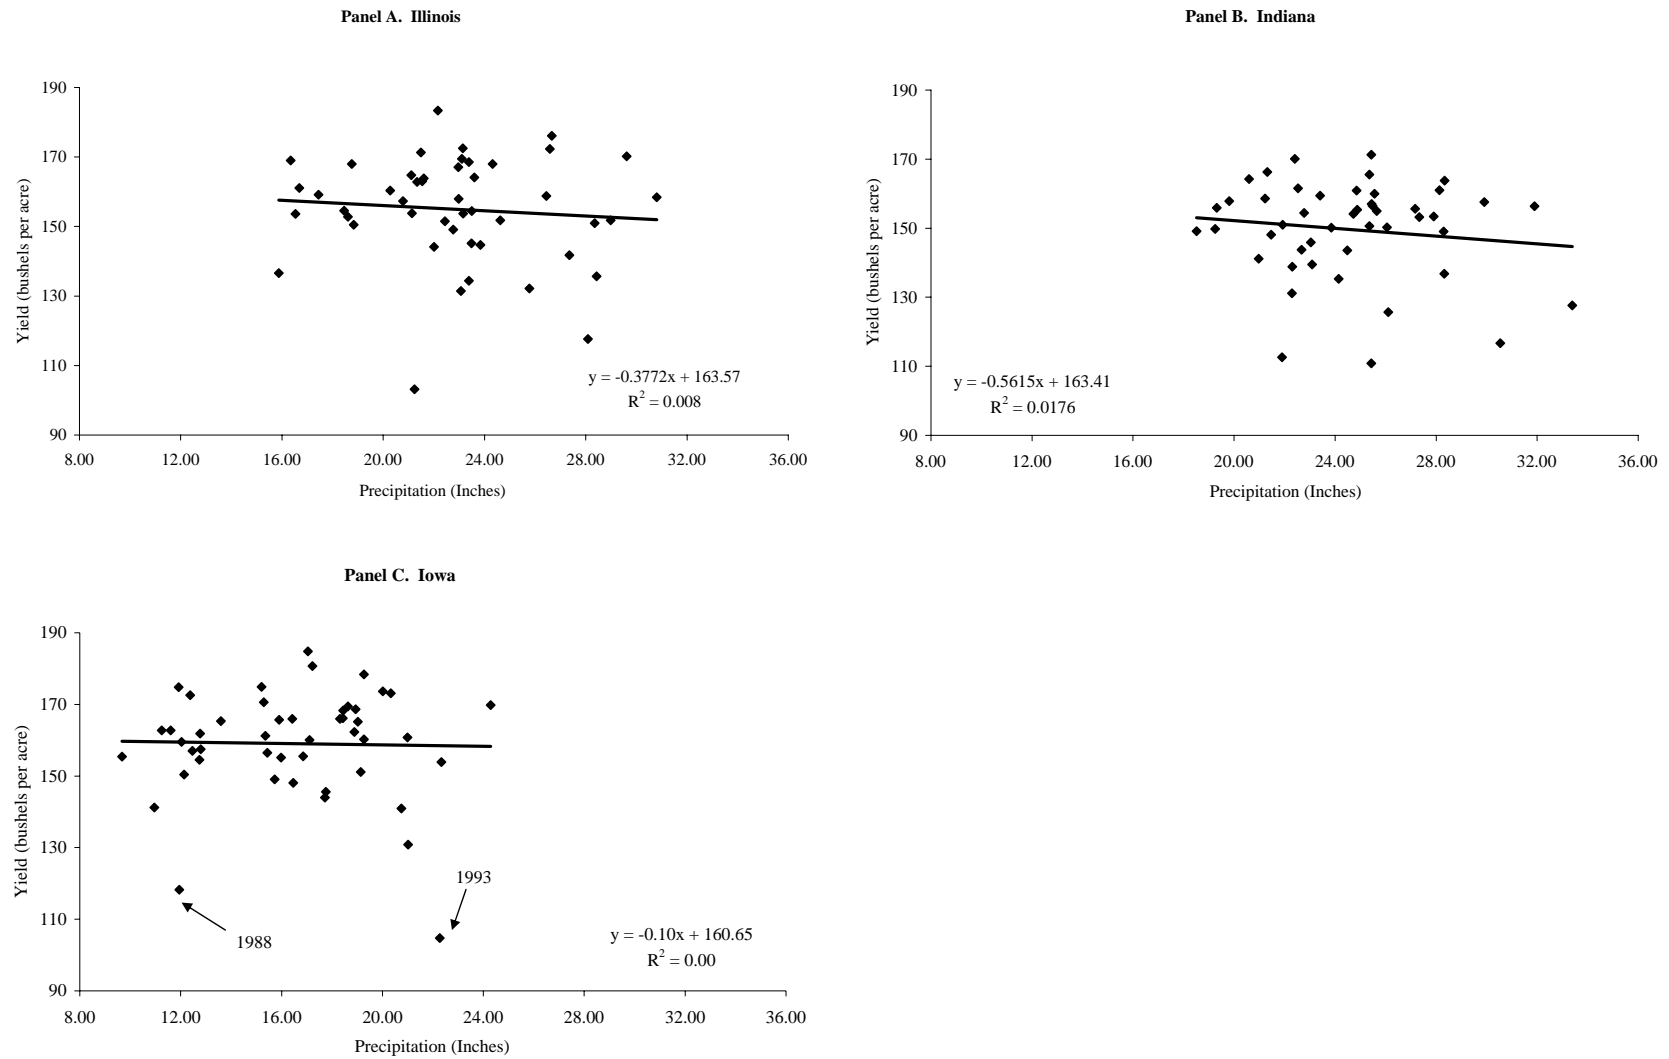 Panel A.  Illinois
190
170
150
130
110
90
Yield (bushels per acre)
y = -0.3772x + 163.57
R² = 0.008
8.00 12.00 16.00 20.00 24.00 28.00 32.00 36.00
Precipitation (Inches)
Panel B.  Indiana
190
170
150
130
110
90
Yield (bushels per acre)
y = -0.5615x + 163.41
R² = 0.0176
8.00 12.00 16.00 20.00 24.00 28.00 32.00 36.00
Precipitation (Inches)
Panel C.  Iowa
190
170
150
130
110
90
Yield (bushels per acre)
1993
1988
y = -0.10x + 160.65
R² = 0.00
8.00 12.00 16.00 20.00 24.00 28.00 32.00 36.00
Precipitation (Inches)